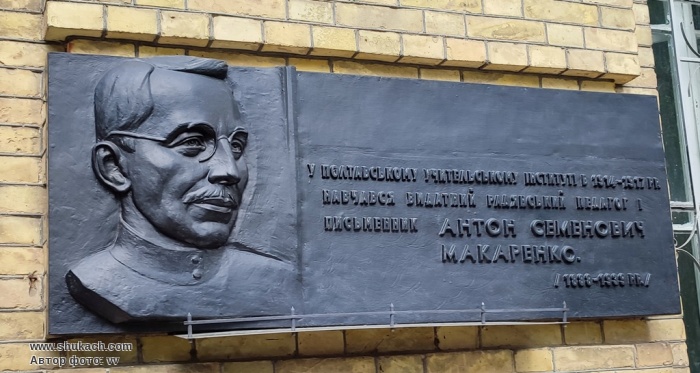 У ПОЛТАВСЬКОМУ УЧИТЕЛЬСЬКОМУ ІНСТИТУТІ В 1914-1917 РР.
НАВЧАВСЯ ВИДАТНИЙ РАДЯНСЬКИЙ ПЕДАГОГ І
ПИСЬМЕННИК АНТОН СЕМЕНОВИЧ
МАКАРЕНКО.
/1888-1939 РР./
www.shukach.com
Автор фото: vv